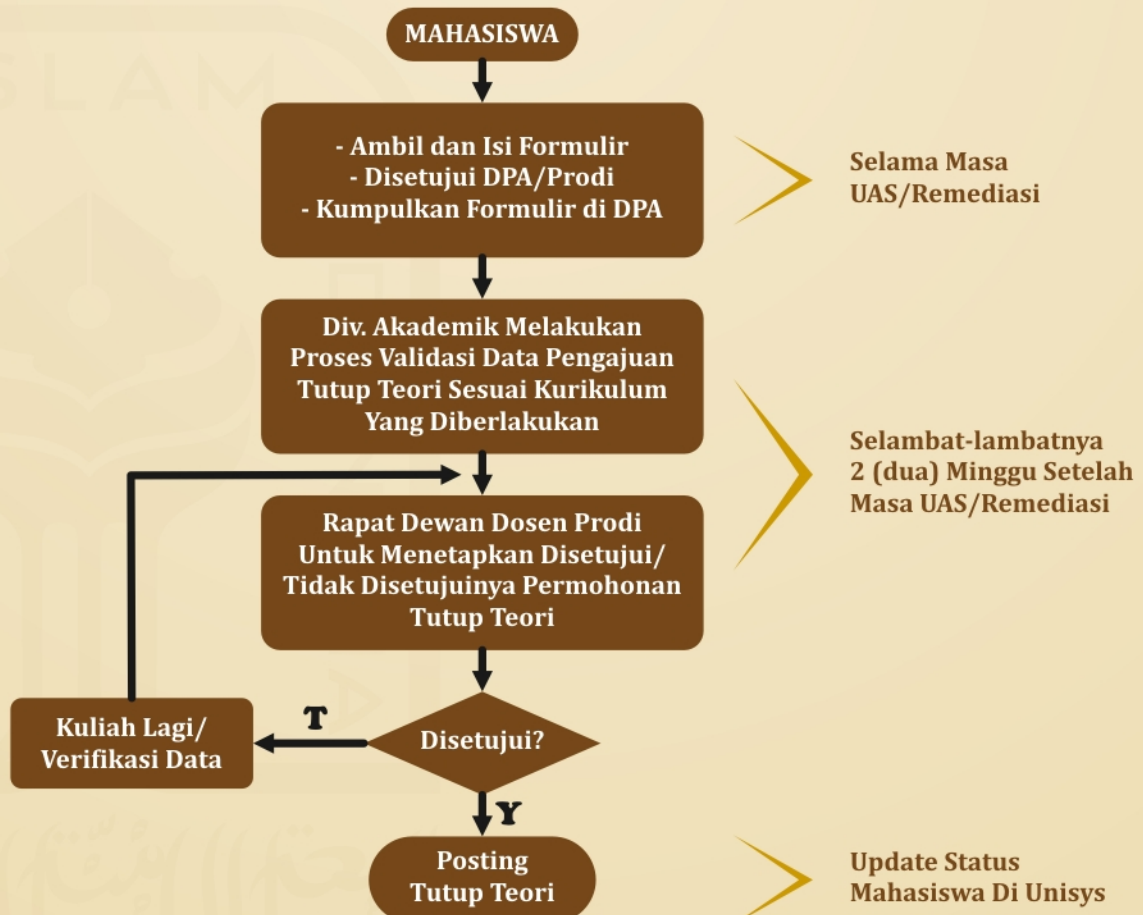 MAHASISWA
- Ambil dan Isi Formulir
- Disetujui DPA/Prodi
- Kumpulkan Formulir di DPA
Selama Masa
UAS/Remediasi
Div. Akademik Melakukan
Proses Validasi Data Pengajuan
Tutup Teori Sesuai Kurikulum
Yang Diberlakukan
Selambat-lambatnya
2 (dua) Minggu Setelah
Masa UAS/Remediasi
Rapat Dewan Dosen Prodi
Untuk Menetapkan Disetujui/
Tidak Disetujuinya Permohonan
Tutup Teori
Disetujui?
T
Kuliah Lagi/
Verifikasi Data
Y
Posting
Tutup Teori
Update Status
Mahasiswa Di Unisys
SLAM